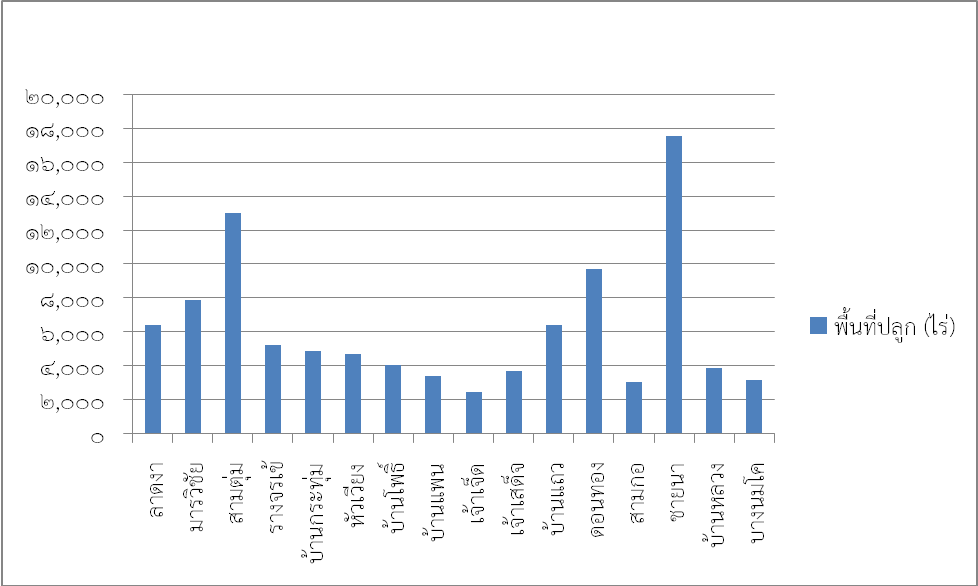 ๒๐,๐๐๐
๑๘,๐๐๐
๑๖,๐๐๐
๑๔,๐๐๐
๑๒,๐๐๐
๑๐,๐๐๐
๘,๐๐๐
๖,๐๐๐
๔,๐๐๐
๒,๐๐๐
๐
ลาดงา
มารวิชัย
สามตุ่ม
รางจรเข้
บ้านกระทุ่ม
หัวเวียง
บ้านโพธิ์
บ้านแพน
เจ้าเจ็ด
เจ้าเสด็จ
บ้านแถว
ดอนทอง
สามกอ
ชายนา
บ้านหลวง
บางนมโค
พื้นที่ปลูก (ไร่)